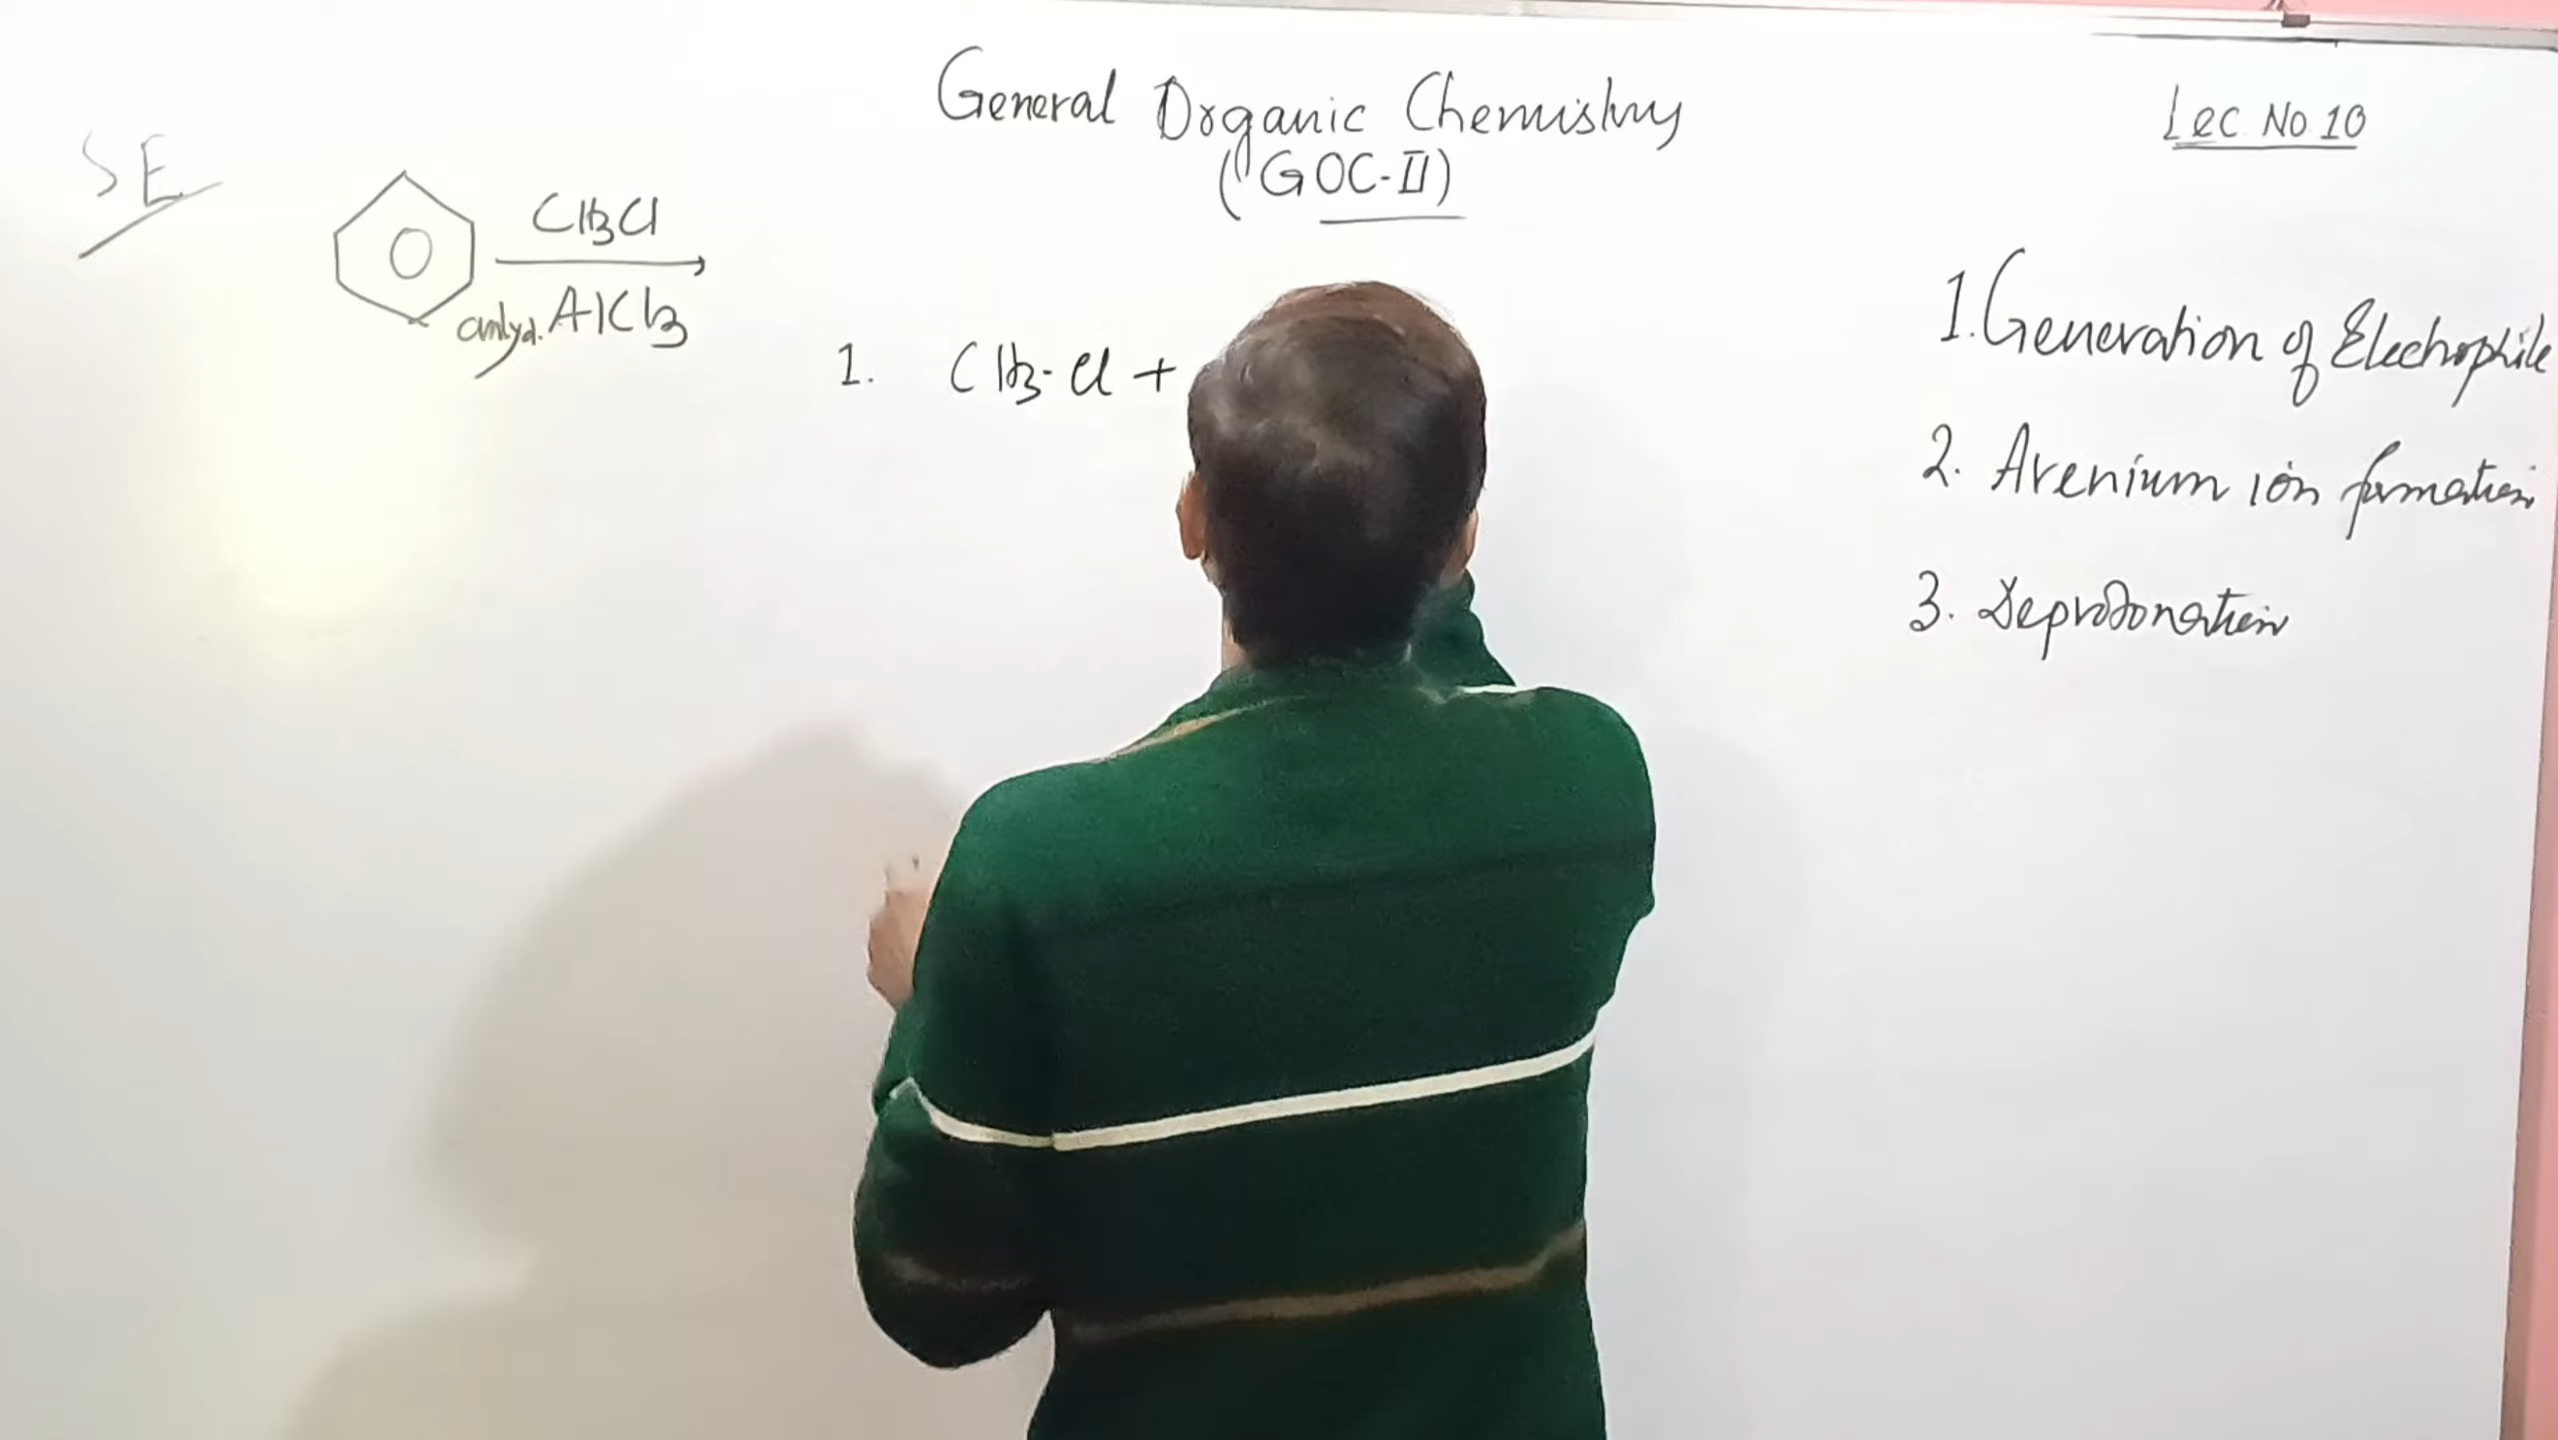 General Organic Chemistry
(GOC-II)
Lec No 10
SE
CH3Cl
anhyd. AlCl3
1. CH3-Cl +
1. Generation of Electrophile
2. Arenium ion formation
3. Deprotonation